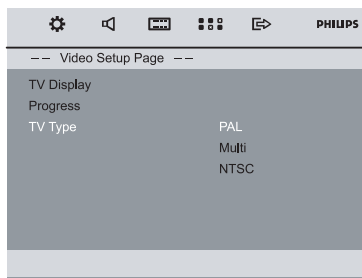 PHILIPS
-- Video Setup Page --
TV Display
Progress
TV Type PAL
Multi
NTSC